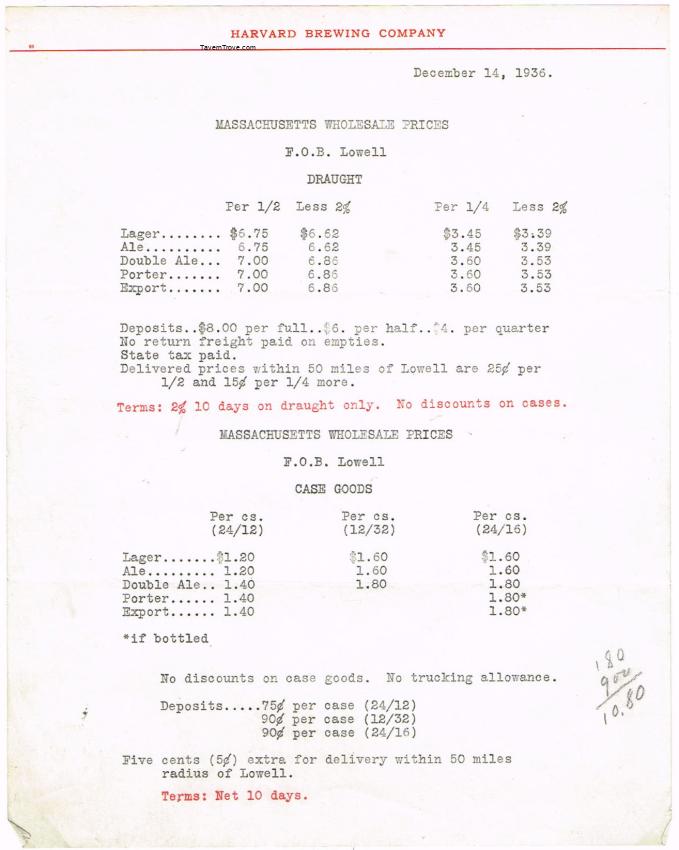 HARVARD BREWING COMPANY
TavernTrove.com
December 14, 1936.
MASSACHUSETTS WHOLESALE PRICES
F.O.B. Lowell
DRAUGHT
Per 1/2 Less 2% Per 1/4 Less 2%
Lager........ $6.75 $6.62 $3.45 $3.39
Ale.......... 6.75 6.62 3.45 3.39
Double Ale... 7.00 6.86 3.60 3.53
Porter....... 7.00 6.86 3.60 3.53
Export....... 7.00 6.86 3.60 3.53
Deposits..$8.00 per full..$6. per half..$4. per quarter
No return freight paid on empties.
State tax paid.
Delivered prices within 50 miles of Lowell are 25¢ per
1/2 and 15¢ per 1/4 more.
Terms: 2% 10 days on draught only. No discounts on cases.
MASSACHUSETTS WHOLESALE PRICES
F.O.B. Lowell
CASE GOODS
Per cs. Per cs. Per cs.
(24/12) (12/32) (24/16)
Lager.......$1.20 $1.60 $1.60
Ale......... 1.20 1.60 1.60
Double Ale.. 1.40 1.80 1.80
Porter...... 1.40 1.80*
Export...... 1.40 1.80*
*if bottled
No discounts on case goods. No trucking allowance.
Deposits.....75¢ per case (24/12)
90¢ per case (12/32)
90¢ per case (24/16)
Five cents (5¢) extra for delivery within 50 miles
radius of Lowell.
Terms: Net 10 days.
1 80
900
10.80